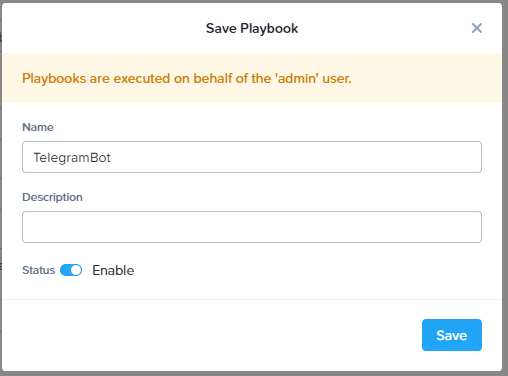 Save Playbook
Playbooks are executed on behalf of the 'admin' user.
Name
TelegramBot
Description
Status Enable
Save